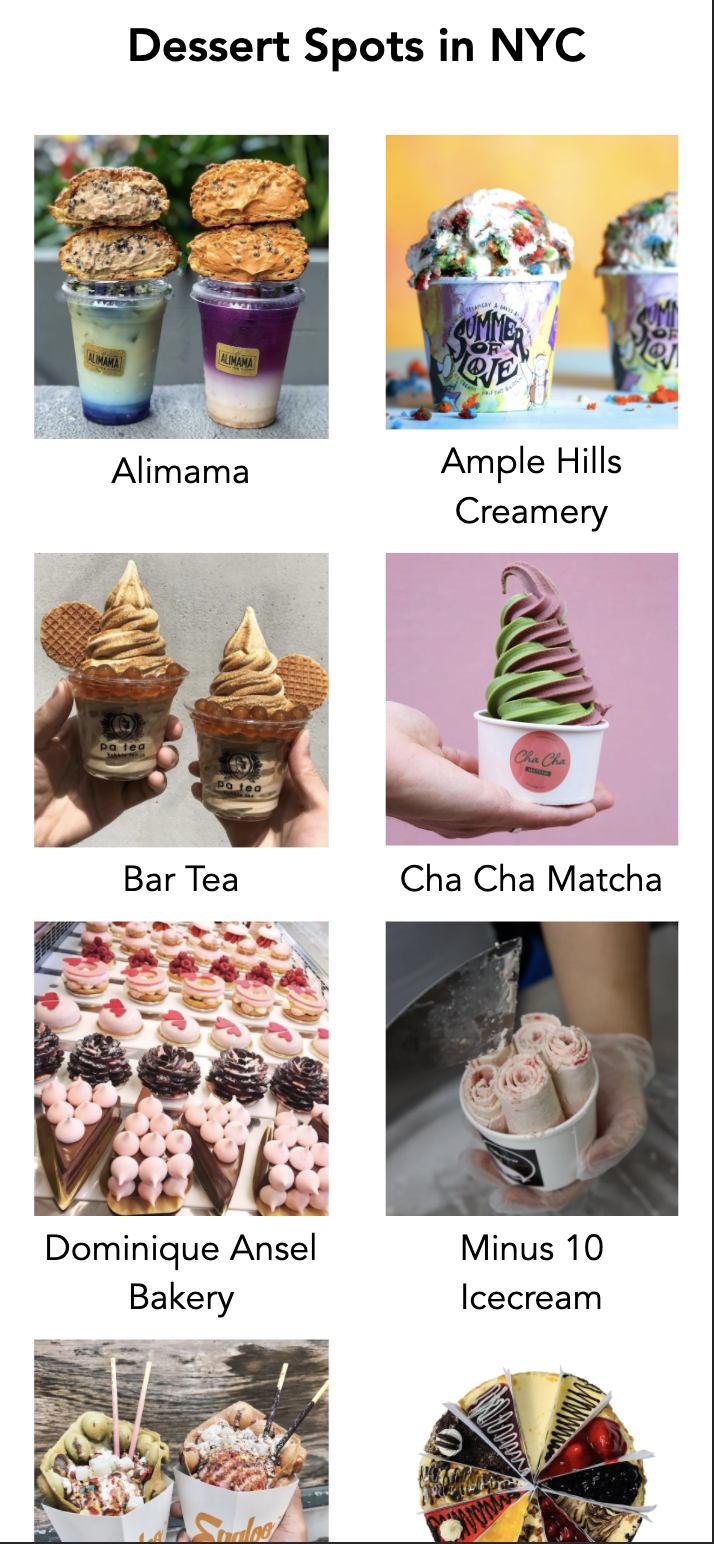 Dessert Spots in NYC
ALIMAMA
ALIMAMA
SUMMER
OF
LOVE
Alimama
Ample Hills
Creamery
pa tea
pa tea
Cha Cha
Bar Tea
Cha Cha Matcha
Dominique Ansel
Bakery
Minus 10
Icecream